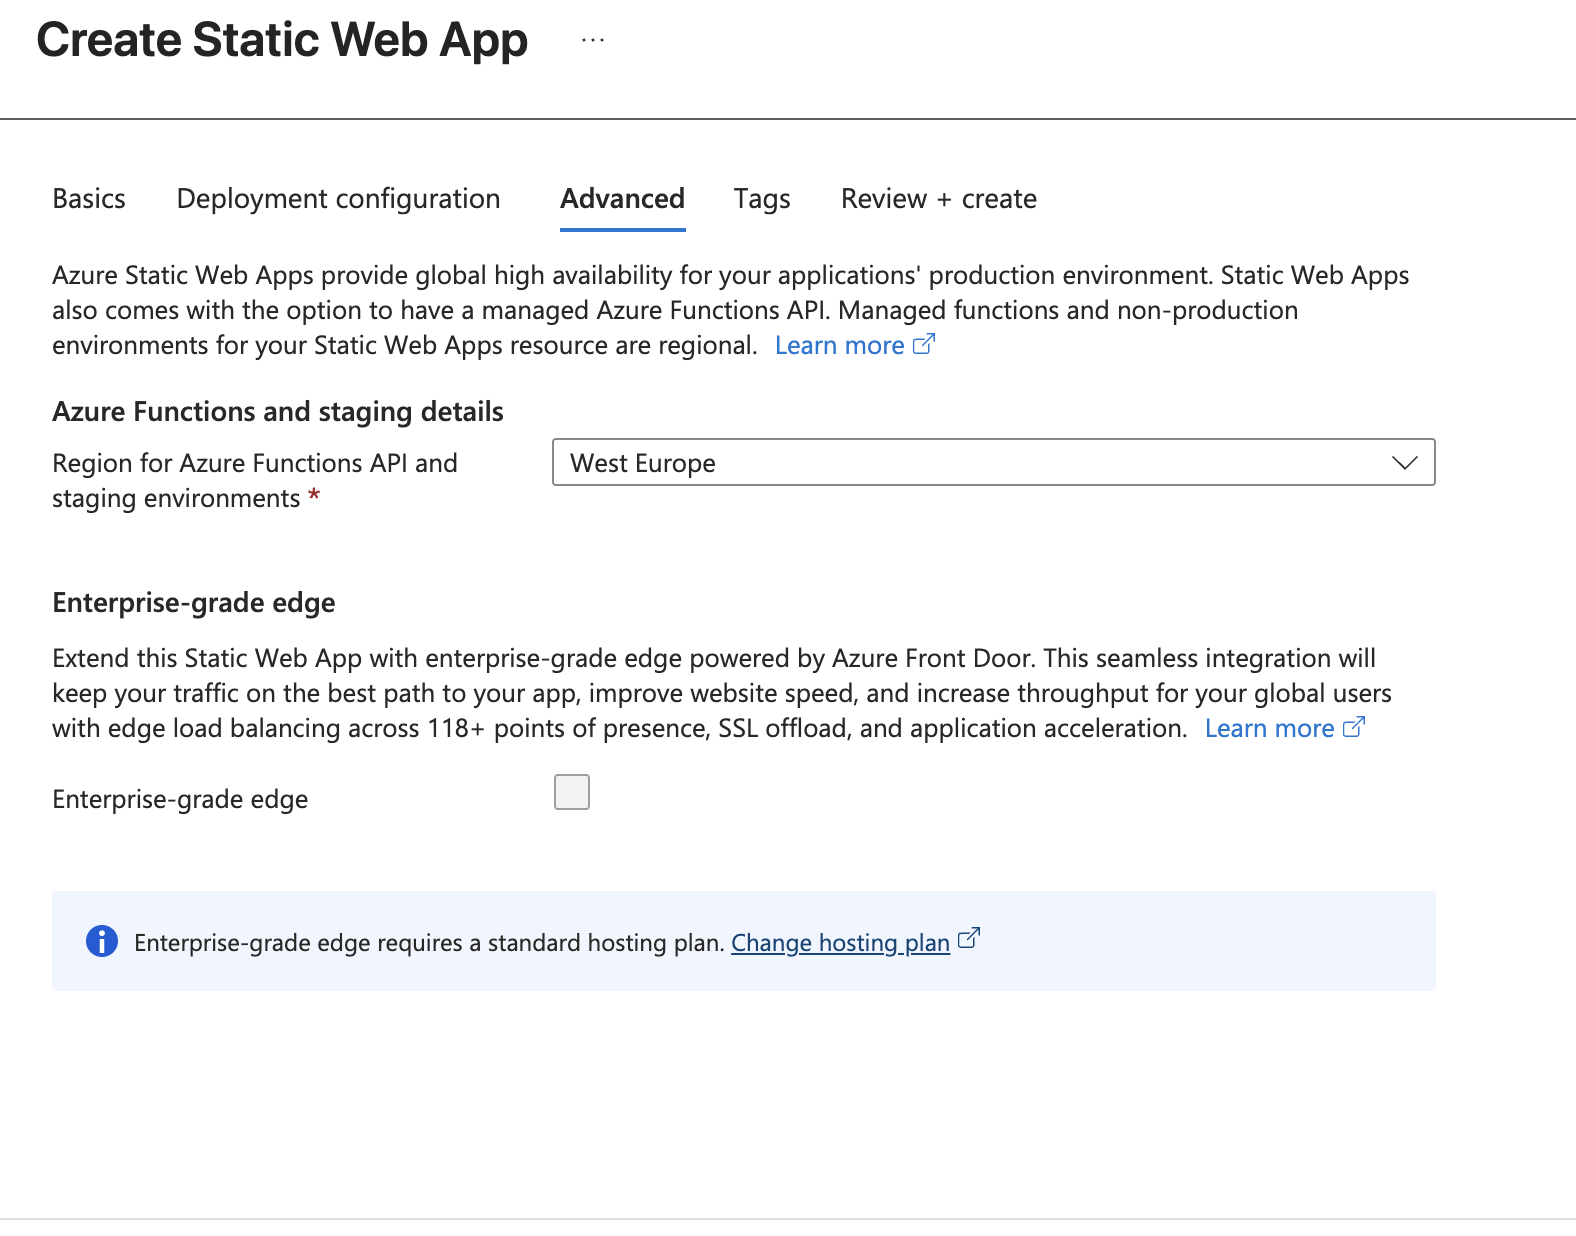 Create Static Web App ...
Basics Deployment configuration Advanced Tags Review + create
Azure Static Web Apps provide global high availability for your applications' production environment. Static Web Apps
also comes with the option to have a managed Azure Functions API. Managed functions and non-production
environments for your Static Web Apps resource are regional. Learn more
Azure Functions and staging details
Region for Azure Functions API and
staging environments *
West Europe
Enterprise-grade edge
Extend this Static Web App with enterprise-grade edge powered by Azure Front Door. This seamless integration will
keep your traffic on the best path to your app, improve website speed, and increase throughput for your global users
with edge load balancing across 118+ points of presence, SSL offload, and application acceleration. Learn more
Enterprise-grade edge
Enterprise-grade edge requires a standard hosting plan. Change hosting plan